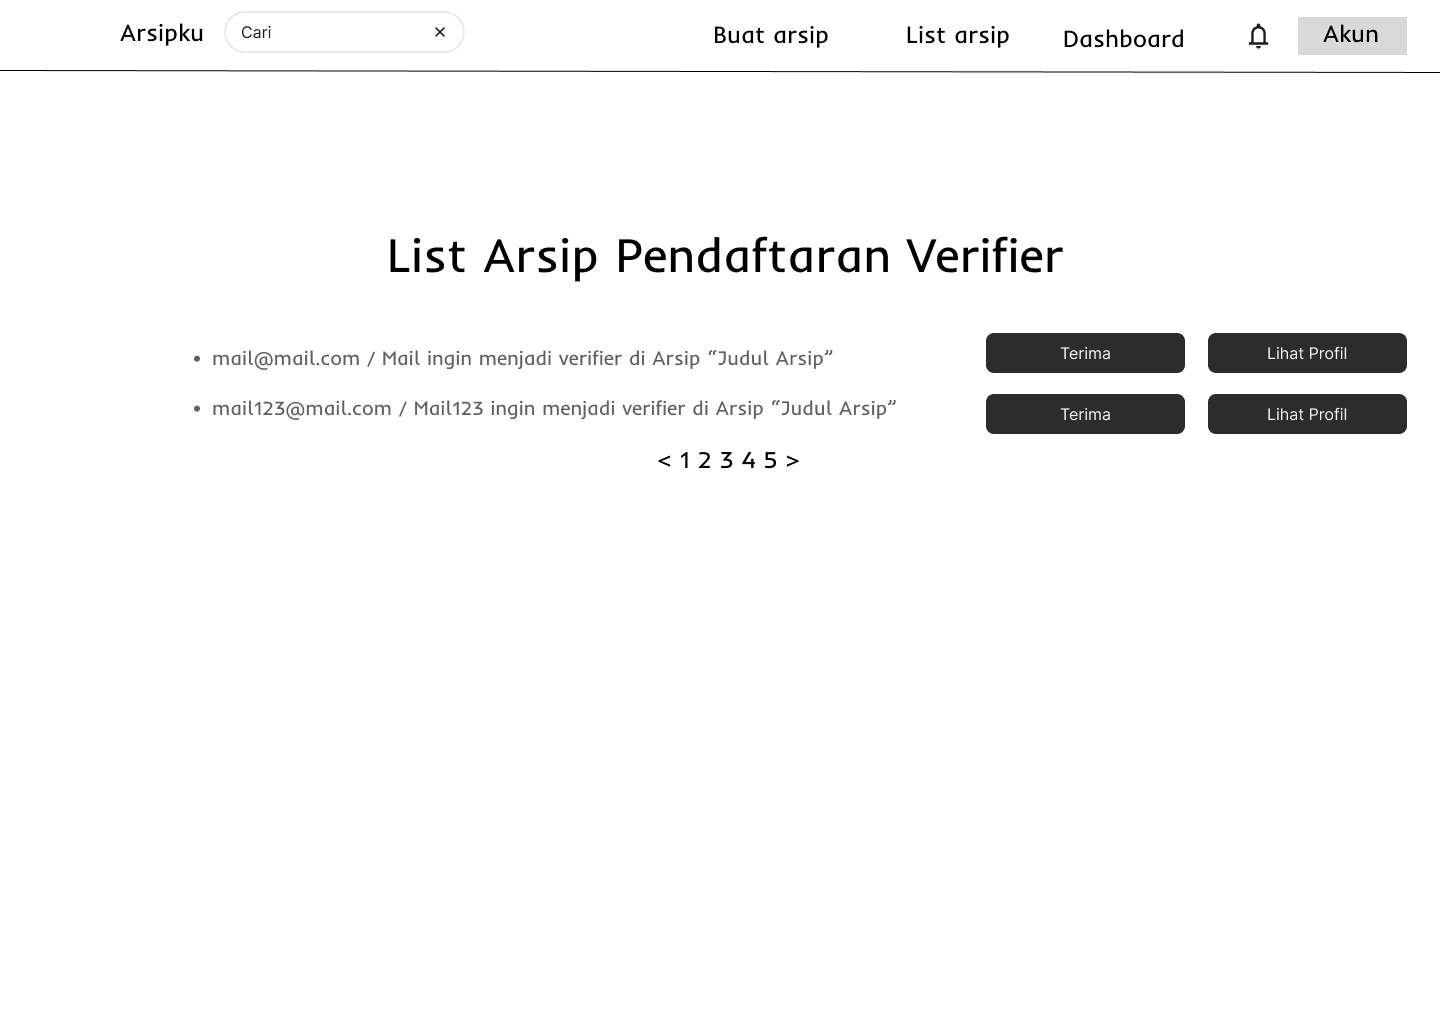 Arsipku Cari Buat arsip List arsip Dashboard Akun
List Arsip Pendaftaran Verifier
• mail@mail.com / Mail ingin menjadi verifier di Arsip “Judul Arsip” Terima Lihat Profil
• mail123@mail.com / Mail123 ingin menjadi verifier di Arsip “Judul Arsip” Terima Lihat Profil
< 1 2 3 4 5 >